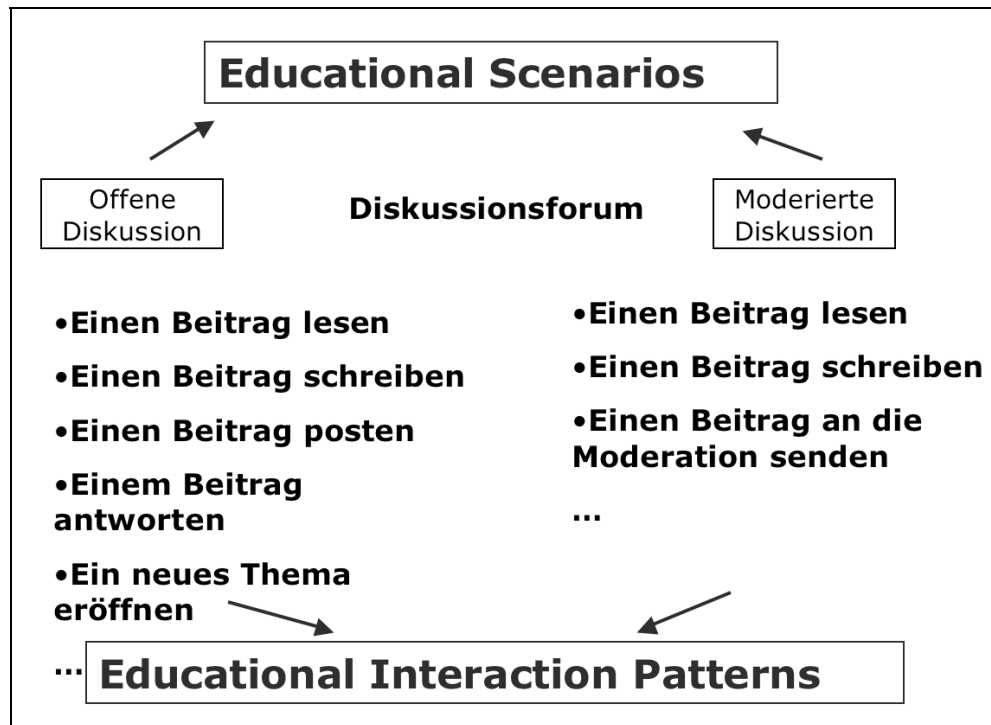 Educational Scenarios
Offene
Diskussion
Diskussionsforum
Moderierte
Diskussion
•Einen Beitrag lesen
•Einen Beitrag schreiben
•Einen Beitrag posten
•Einem Beitrag
antworten
•Ein neues Thema
eröffnen
...
•Einen Beitrag lesen
•Einen Beitrag schreiben
•Einen Beitrag an die
Moderation senden
...
Educational Interaction Patterns